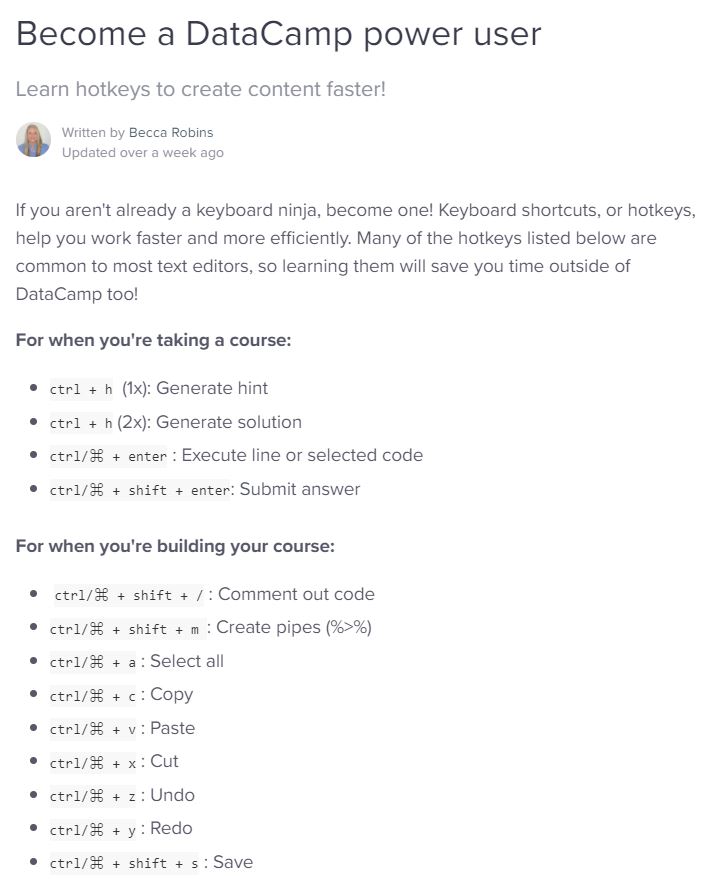 Become a DataCamp power user
Learn hotkeys to create content faster!
Written by Becca Robins
Updated over a week ago
If you aren't already a keyboard ninja, become one! Keyboard shortcuts, or hotkeys,
help you work faster and more efficiently. Many of the hotkeys listed below are
common to most text editors, so learning them will save you time outside of
DataCamp too!
For when you're taking a course:
• ctrl + h (1x): Generate hint
• ctrl + h (2x): Generate solution
• ctrl/⌘ + enter : Execute line or selected code
• ctrl/⌘ + shift + enter: Submit answer
For when you're building your course:
• ctrl/⌘ + shift + / : Comment out code
• ctrl/⌘ + shift + m : Create pipes (%>%)
• ctrl/⌘ + a : Select all
• ctrl/⌘ + c : Copy
• ctrl/⌘ + v : Paste
• ctrl/⌘ + x : Cut
• ctrl/⌘ + z : Undo
• ctrl/⌘ + y : Redo
• ctrl/⌘ + shift + s : Save